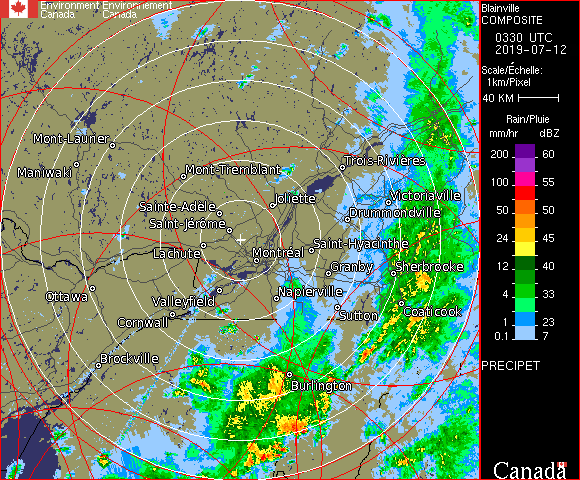 Environment Environnement
Canada Canada
Blainville
COMPOSITE
0330 UTC
2019-07-12
Scale/Échelle:
1km/Pixel
40 KM
Rain/Pluie
mm/hr dBZ
200 60
100 55
50 50
24 45
12 40
4 33
1 23
0.1 7
PRECIPET
Canada
Mont-Laurier
Maniwaki
Mont-Tremblant
Trois-Rivières
Sainte-Adèle
Joliette
Victoriaville
Drummondville
Saint-Jérôme
Lachute
Montréal
Saint-Hyacinthe
Granby
Sherbrooke
Ottawa
Valleyfield
Napierville
Cornwall
Sutton
Coaticook
Brockville
Burlington